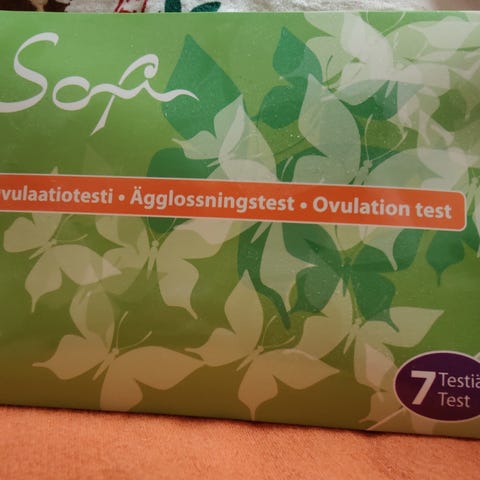 Sofi
vulaatiotesti • Ägglossningstest • Ovulation test
7 Testiä
Test